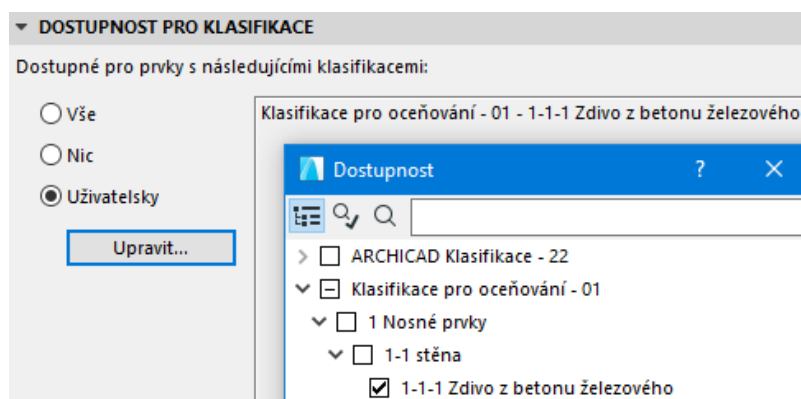 DOSTUPNOST PRO KLASIFIKACE
Dostupné pro prvky s následujícími klasifikacemi:
Vše
Nic
Uživatelsky
Upravit...
Klasifikace pro oceňování - 01 - 1-1-1 Zdivo z betonu železového
Dostupnost ?
ARCHICAD Klasifikace - 22
Klasifikace pro oceňování - 01
1 Nosné prvky
1-1 stěna
1-1-1 Zdivo z betonu železového